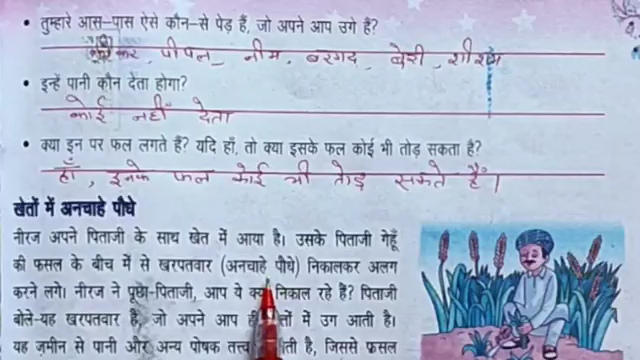 • तुम्हारे आस-पास ऐसे कौन-से पेड़ हैं, जो अपने आप उगे हैं?
पीपल, नीम, बरगद, बेरी, शीशम
• इन्हें पानी कौन देता होगा?
कोई नहीं देता
• क्या इन पर फल लगते हैं? यदि हाँ, तो क्या इसके फल कोई भी तोड़ सकता है?
हाँ, इनके फल कोई भी तोड़ सकते हैं।
खेतों में अनचाहे पौधे
नीरज अपने पिताजी के साथ खेत में आया है। उसके पिताजी गेहूँ
की फसल के बीच में से खरपतवार (अनचाहे पौधे) निकालकर अलग
करने लगे। नीरज ने पूछा-पिताजी, आप ये निकाल रहे हैं? पिताजी
बोले-यह खरपतवार है, जो अपने आप में उग आती है।
यह ज़मीन से पानी और अन्य पोषक तत्त्व है, जिससे फ़सल